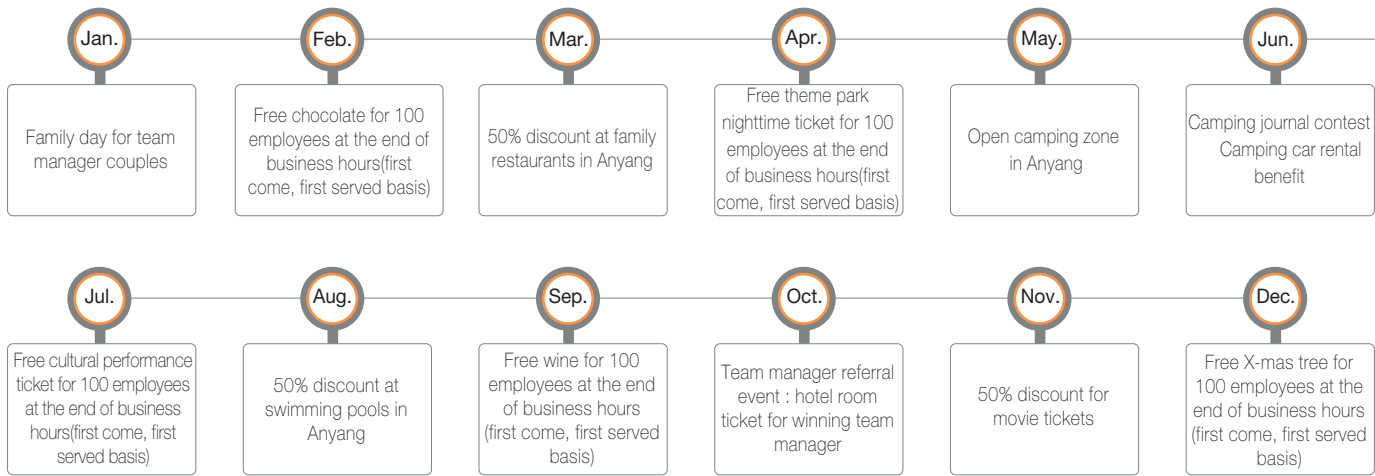 Jan.
Feb.
Mar.
Apr.
May.
Jun.
Family day for team
manager couples
Free chocolate for 100
employees at the end of
business hours(first
come, first served basis)
50% discount at family
restaurants in Anyang
Free theme park
nighttime ticket for 100
employees at the end
of business hours(first
come, first served basis)
Open camping zone
in Anyang
Camping journal contest
Camping car rental
benefit
Jul.
Aug.
Sep.
Oct.
Nov.
Dec.
Free cultural performance
ticket for 100 employees
at the end of business
hours(first come, first
served basis)
50% discount at
swimming pools in
Anyang
Free wine for 100
employees at the end
of business hours
(first come, first served
basis)
Team manager referral
event : hotel room
ticket for winning team
manager
50% discount for
movie tickets
Free X-mas tree for
100 employees at the
end of business hours
(first come, first served
basis)